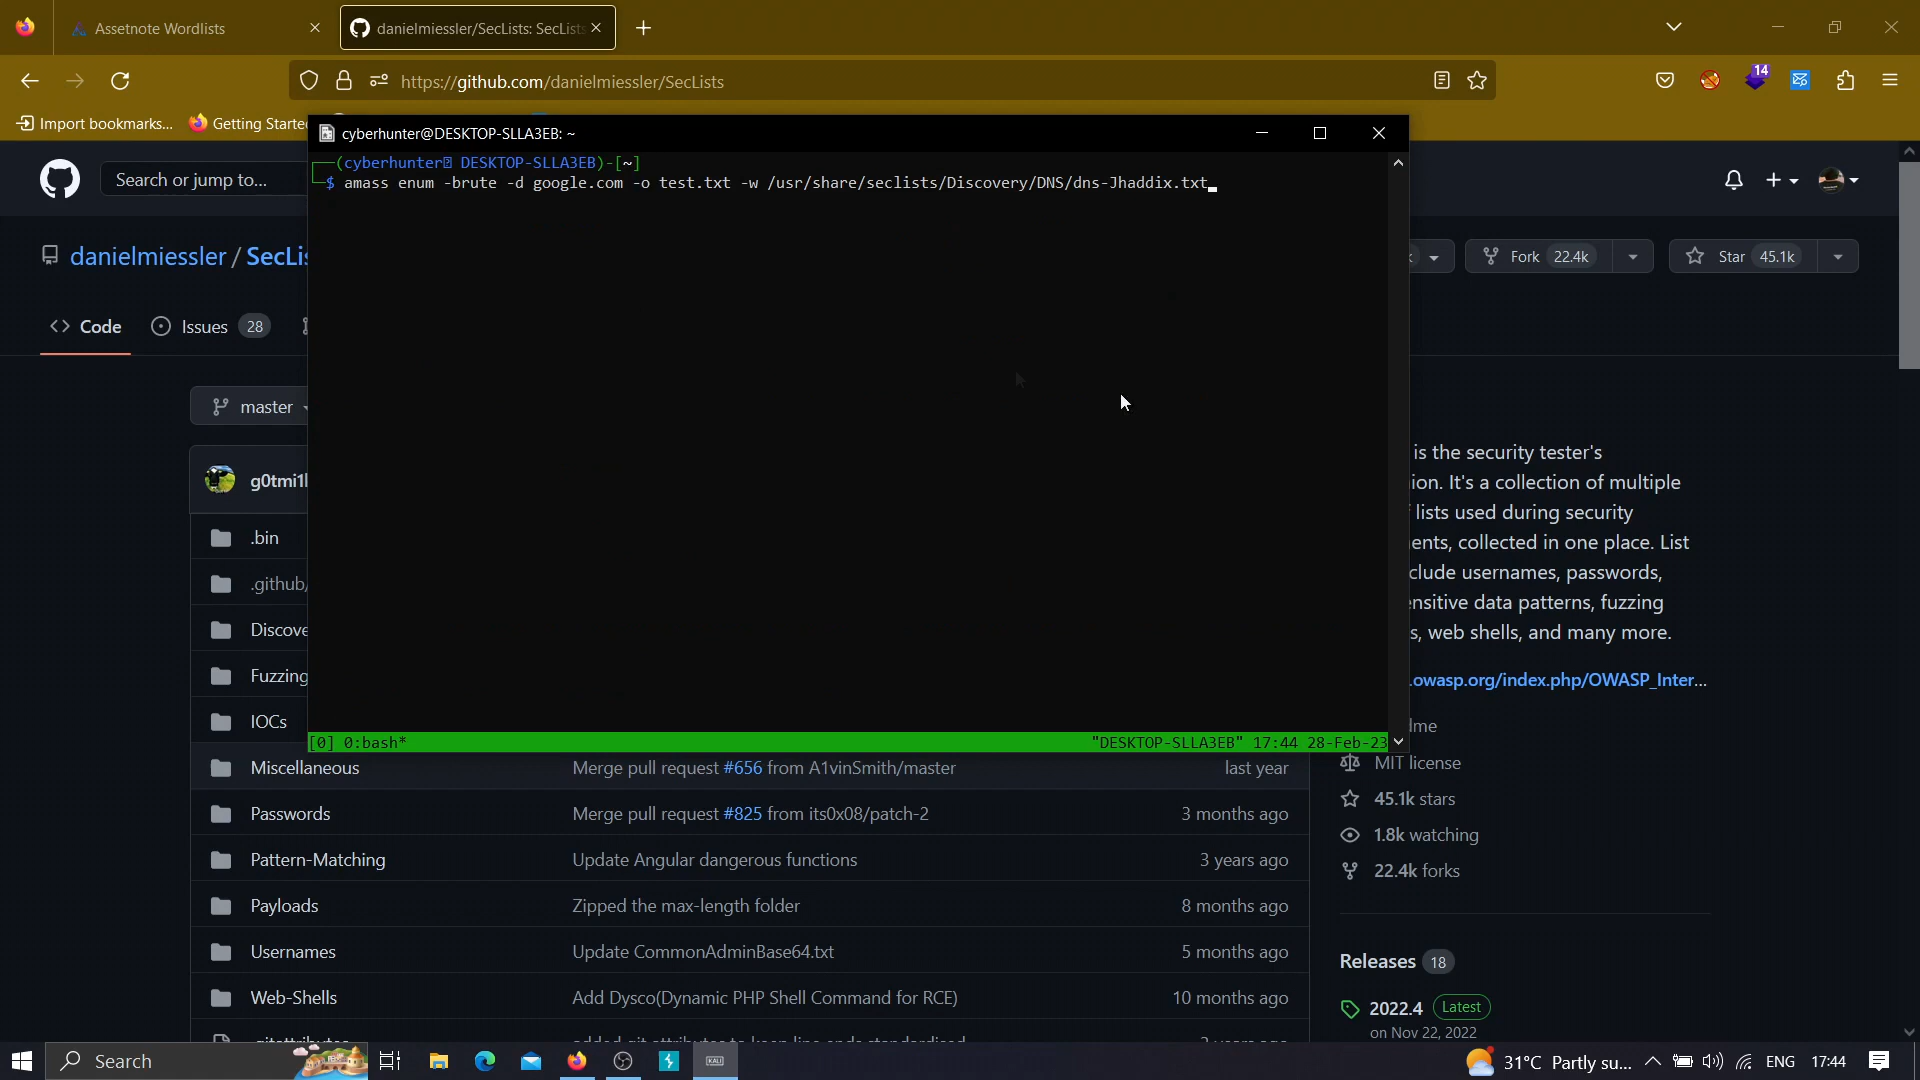 Assetnote Wordlists
danielmiessler/SecLists: SecLists
https://github.com/danielmiessler/SecLists
14
Import bookmarks...
Getting Starte
cyberhunter@DESKTOP-SLLA3EB: ~
(cyberhunter DESKTOP-SLLA3EB)-[~]
$ amass enum -brute -d google.com -o test.txt -w /usr/share/seclists/Discovery/DNS/dns-Jhaddix.txt
Search or jump to...
danielmiessler / SecLis
Fork 22.4k
Star 45.1k
Code
Issues 28
master
g0tmi1l
.bin
.github/
Discove
Fuzzing
IOCs
is the security tester's
ion. It's a collection of multiple
lists used during security
ents, collected in one place. List
clude usernames, passwords,
ensitive data patterns, fuzzing
s, web shells, and many more.
.owasp.org/index.php/OWASP_Inter...
dme
[0] 0:bash* "DESKTOP-SLLA3EB" 17:44 28-Feb-23
Miscellaneous Merge pull request #656 from A1vinSmith/master last year
Passwords Merge pull request #825 from its0x08/patch-2 3 months ago
Pattern-Matching Update Angular dangerous functions 3 years ago
Payloads Zipped the max-length folder 8 months ago
Usernames Update CommonAdminBase64.txt 5 months ago
Web-Shells Add Dysco(Dynamic PHP Shell Command for RCE) 10 months ago
MIT license
45.1k stars
1.8k watching
22.4k forks
Releases 18
2022.4 Latest
on Nov 22, 2022
Search
KALI
31°C Partly su...
ENG
17:44